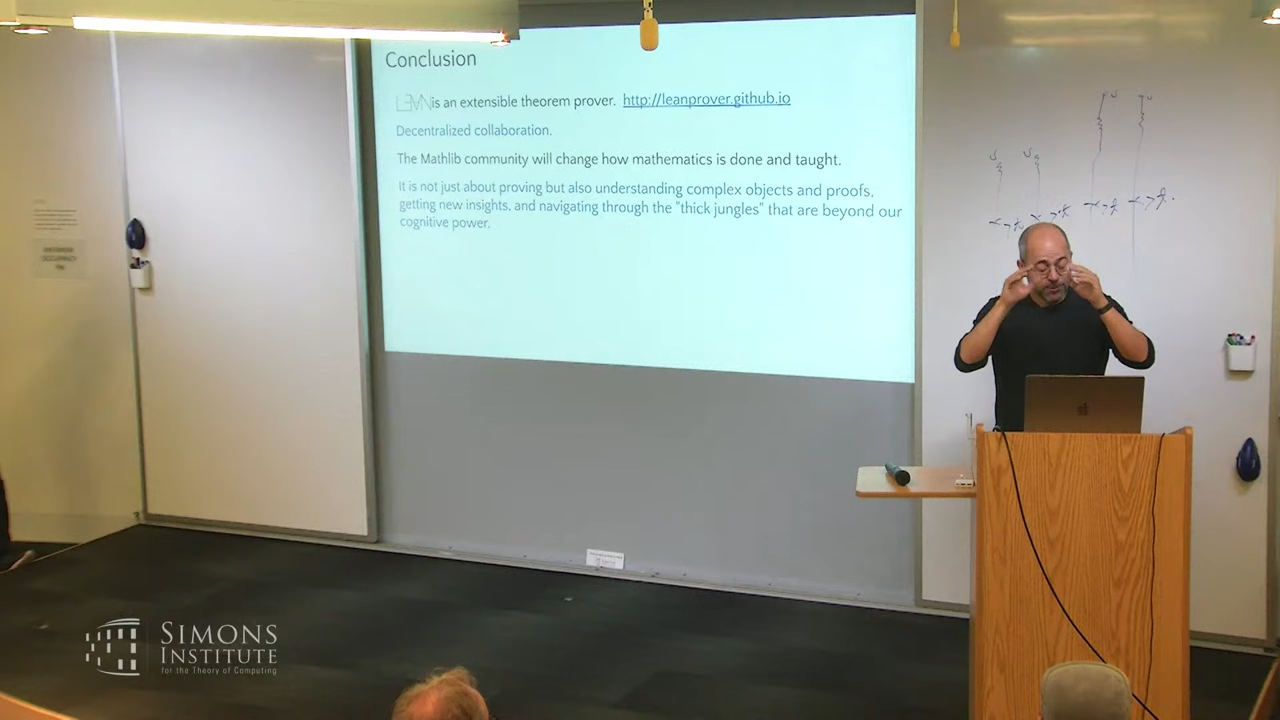 Conclusion
LEAN is an extensible theorem prover. http://leanprover.github.io
Decentralized collaboration.
The Mathlib community will change how mathematics is done and taught.
It is not just about proving but also understanding complex objects and proofs,
getting new insights, and navigating through the "thick jungles" that are beyond our
cognitive power.
SIMONS
INSTITUTE
for the Theory of Computing